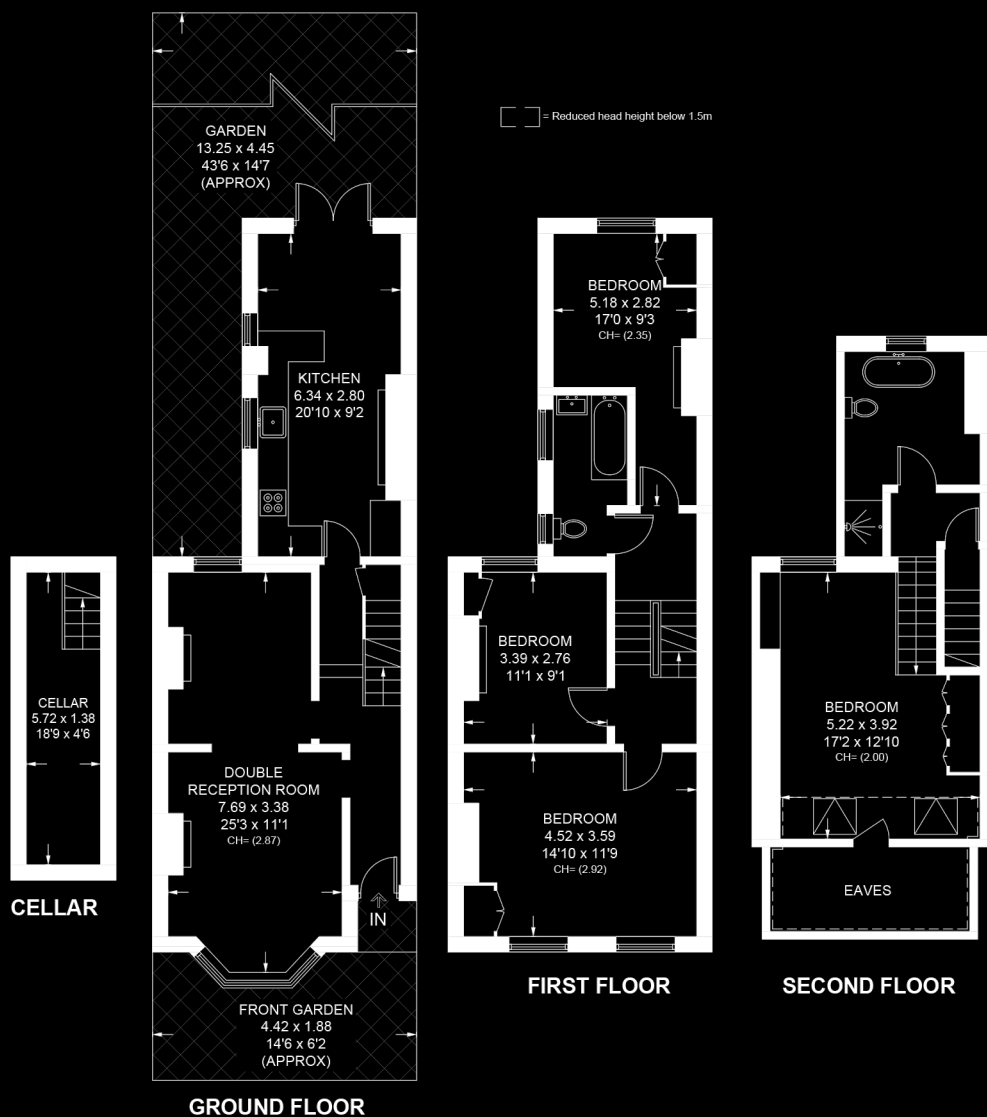 GARDEN
13.25 x 4.45
43'6 x 14'7
(APPROX)
= Reduced head height below 1.5m
KITCHEN
6.34 x 2.80
20'10 x 9'2
DOUBLE
RECEPTION ROOM
7.69 x 3.38
25'3 x 11'1
CH= (2.87)
IN
FRONT GARDEN
4.42 x 1.88
14'6 x 6'2
(APPROX)
GROUND FLOOR
CELLAR
5.72 x 1.38
18'9 x 4'6
CELLAR
BEDROOM
5.18 x 2.82
17'0 x 9'3
CH= (2.35)
BEDROOM
3.39 x 2.76
11'1 x 9'1
BEDROOM
4.52 x 3.59
14'10 x 11'9
CH= (2.92)
FIRST FLOOR
BEDROOM
5.22 x 3.92
17'2 x 12'10
CH= (2.00)
EAVES
SECOND FLOOR